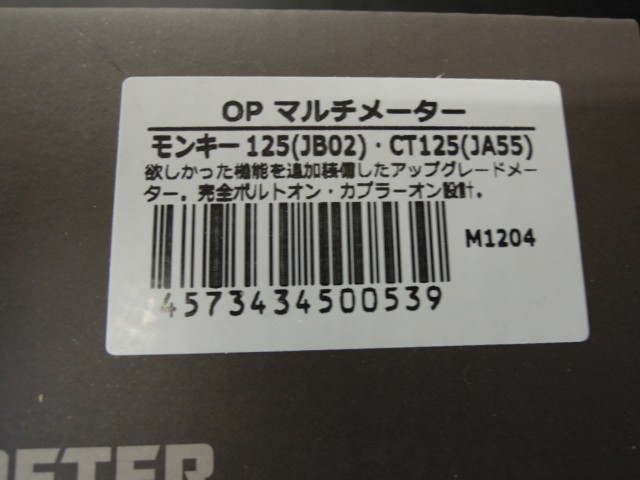 OP マルチメーター
モンキー125(JB02)・CT125(JA55)
欲しかった機能を追加装備したアップグレードメー
ター。完全ボルトオン・カプラーオン設計。
M1204
4573434500539